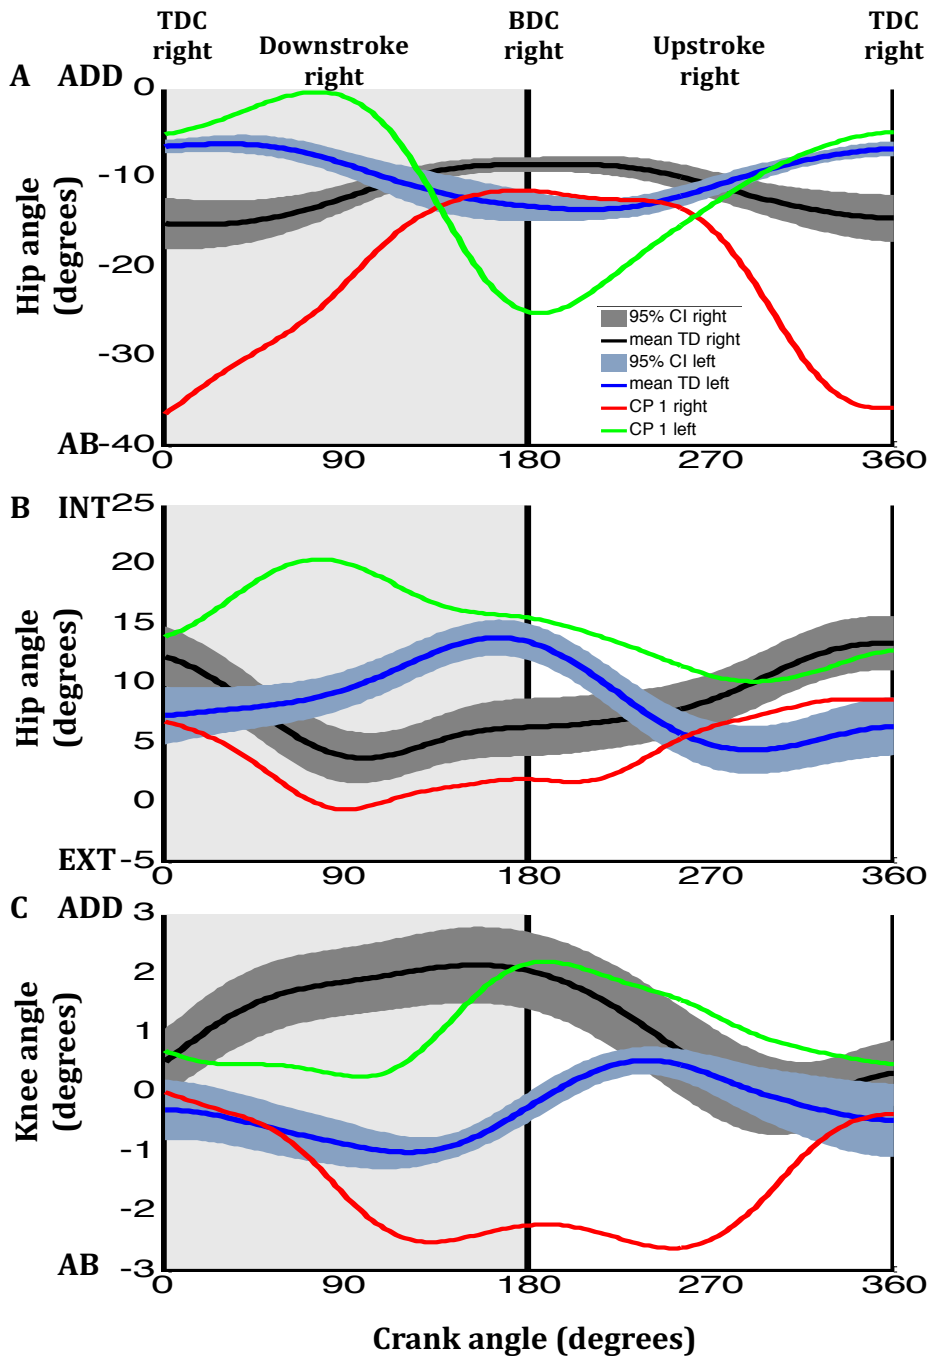 TDC right
Downstroke right
BDC right
Upstroke right
TDC right
A ADD 0
-10
-20
-30
AB -40
Hip angle (degrees)
95% CI right
mean TD right
95% CI left
mean TD left
CP 1 right
CP 1 left
0 90 180 270 360
B INT 25
20
15
10
5
0
EXT -5
Hip angle (degrees)
0 90 180 270 360
C ADD 3
2
1
0
-1
-2
AB -3
Knee angle (degrees)
0 90 180 270 360
Crank angle (degrees)